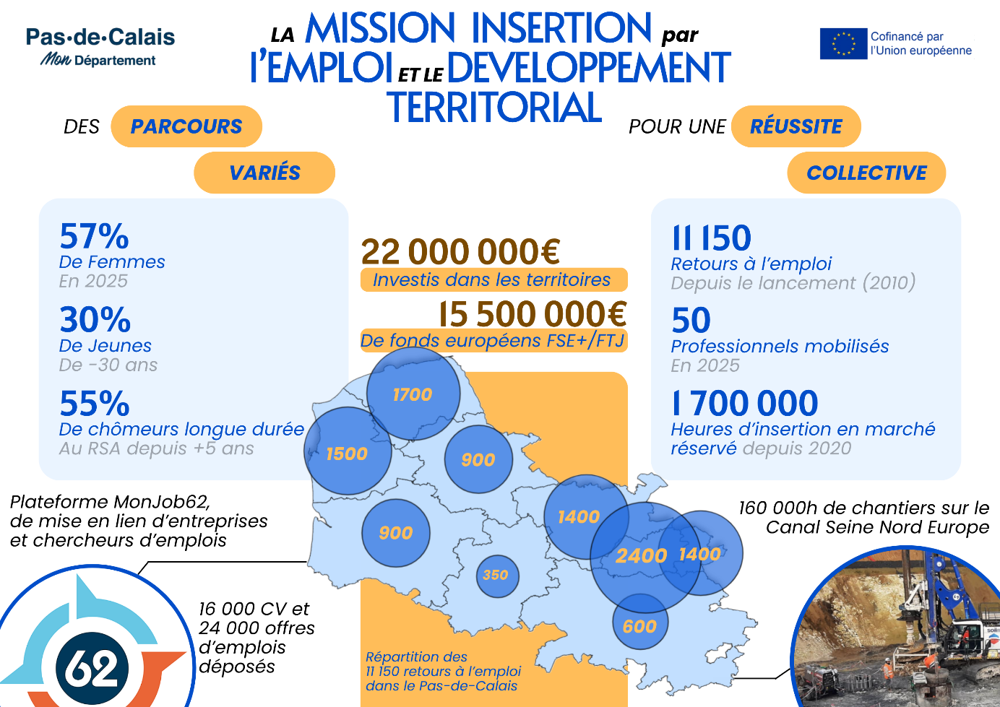 Pas-de-Calais
Mon Département
LA MISSION INSERTION par
l'EMPLOI ET LE DEVELOPPEMENT
TERRITORIAL
Cofinancé par
l'Union européenne
DES PARCOURS
VARIÉS
POUR UNE RÉUSSITE
COLLECTIVE
57%
De Femmes
En 2025
30%
De Jeunes
De -30 ans
55%
De chômeurs longue durée
Au RSA depuis +5 ans
22 000 000€
Investis dans les territoires
15 500 000€
De fonds européens FSE+/FTJ
11 150
Retours à l'emploi
Depuis le lancement (2010)
50
Professionnels mobilisés
En 2025
1 700 000
Heures d'insertion en marché
réservé depuis 2020
1700
1500
900
1400
900
2400
1400
350
600
Répartition des
11 150 retours à l'emploi
dans le Pas-de-Calais
Plateforme MonJob62,
de mise en lien d'entreprises
et chercheurs d'emplois
16 000 CV et
24 000 offres
d'emplois
déposés
62
160 000h de chantiers sur le
Canal Seine Nord Europe